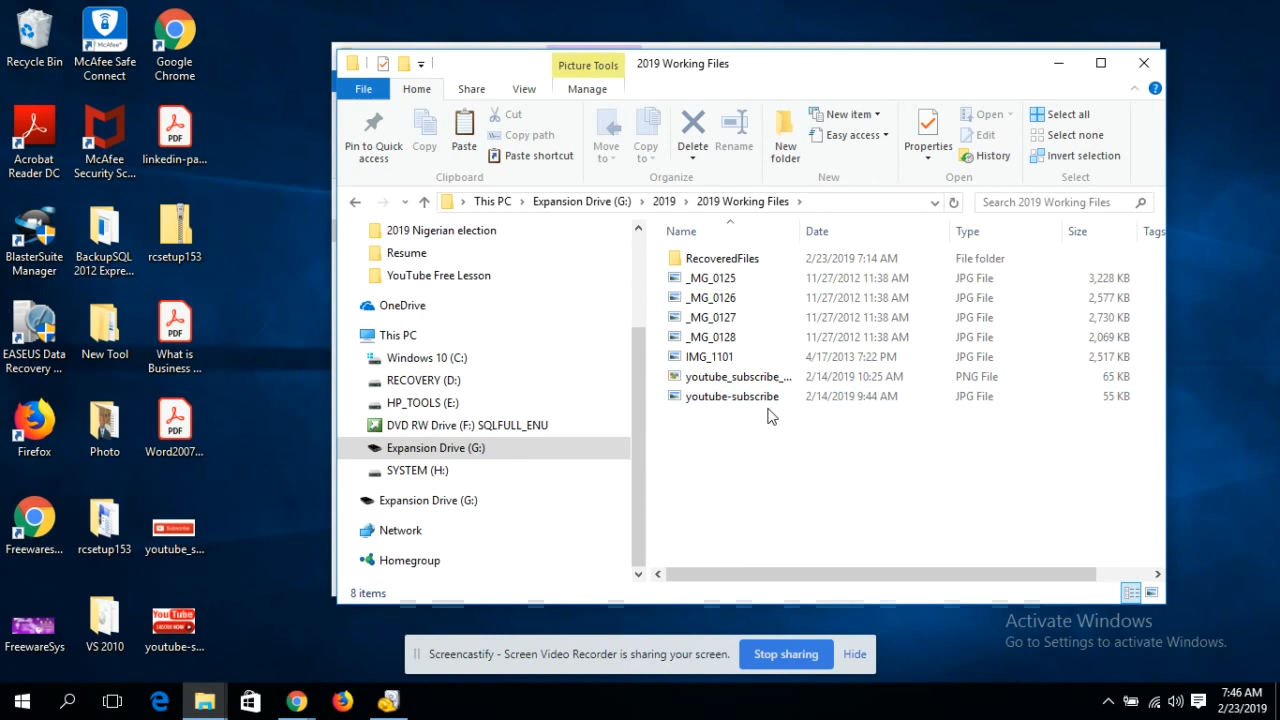 Recycle Bin
McAfee Safe
Connect
Google
Chrome
Acrobat
Reader DC
McAfee
Security Sc...
linkedin-pa...
BlasterSuite
Manager
BackupSQL
2012 Expre...
rcsetup153
EASEUS Data
Recovery ...
New Tool
What is
Business ...
Firefox
Photo
Word2007...
Freewares...
rcsetup153
youtube_s...
FreewareSys
VS 2010
youtube-s...
Picture Tools
2019 Working Files
File
Home
Share
View
Manage
Pin to Quick
access
Copy
Paste
Cut
Copy path
Paste shortcut
Clipboard
Move
to
Copy
to
Delete
Rename
Organize
New
folder
New item
Easy access
New
Properties
Open
Edit
History
Open
Select all
Select none
Invert selection
Select
This PC > Expansion Drive (G:) > 2019 > 2019 Working Files >
Search 2019 Working Files
2019 Nigerian election
Resume
YouTube Free Lesson
OneDrive
This PC
Windows 10 (C:)
RECOVERY (D:)
HP_TOOLS (E:)
DVD RW Drive (F:) SQLFULL_ENU
Expansion Drive (G:)
SYSTEM (H:)
Expansion Drive (G:)
Network
Homegroup
Name Date Type Size Tags
RecoveredFiles 2/23/2019 7:14 AM File folder
_MG_0125 11/27/2012 11:38 AM JPG File 3,228 KB
_MG_0126 11/27/2012 11:38 AM JPG File 2,577 KB
_MG_0127 11/27/2012 11:38 AM JPG File 2,730 KB
_MG_0128 11/27/2012 11:38 AM JPG File 2,069 KB
IMG_1101 4/17/2013 7:22 PM JPG File 2,517 KB
youtube_subscribe_... 2/14/2019 10:25 AM PNG File 65 KB
youtube-subscribe 2/14/2019 9:44 AM JPG File 55 KB
8 items
Activate Windows
Go to Settings to activate Windows.
Screencastify - Screen Video Recorder is sharing your screen.
Stop sharing
Hide
7:46 AM
2/23/2019